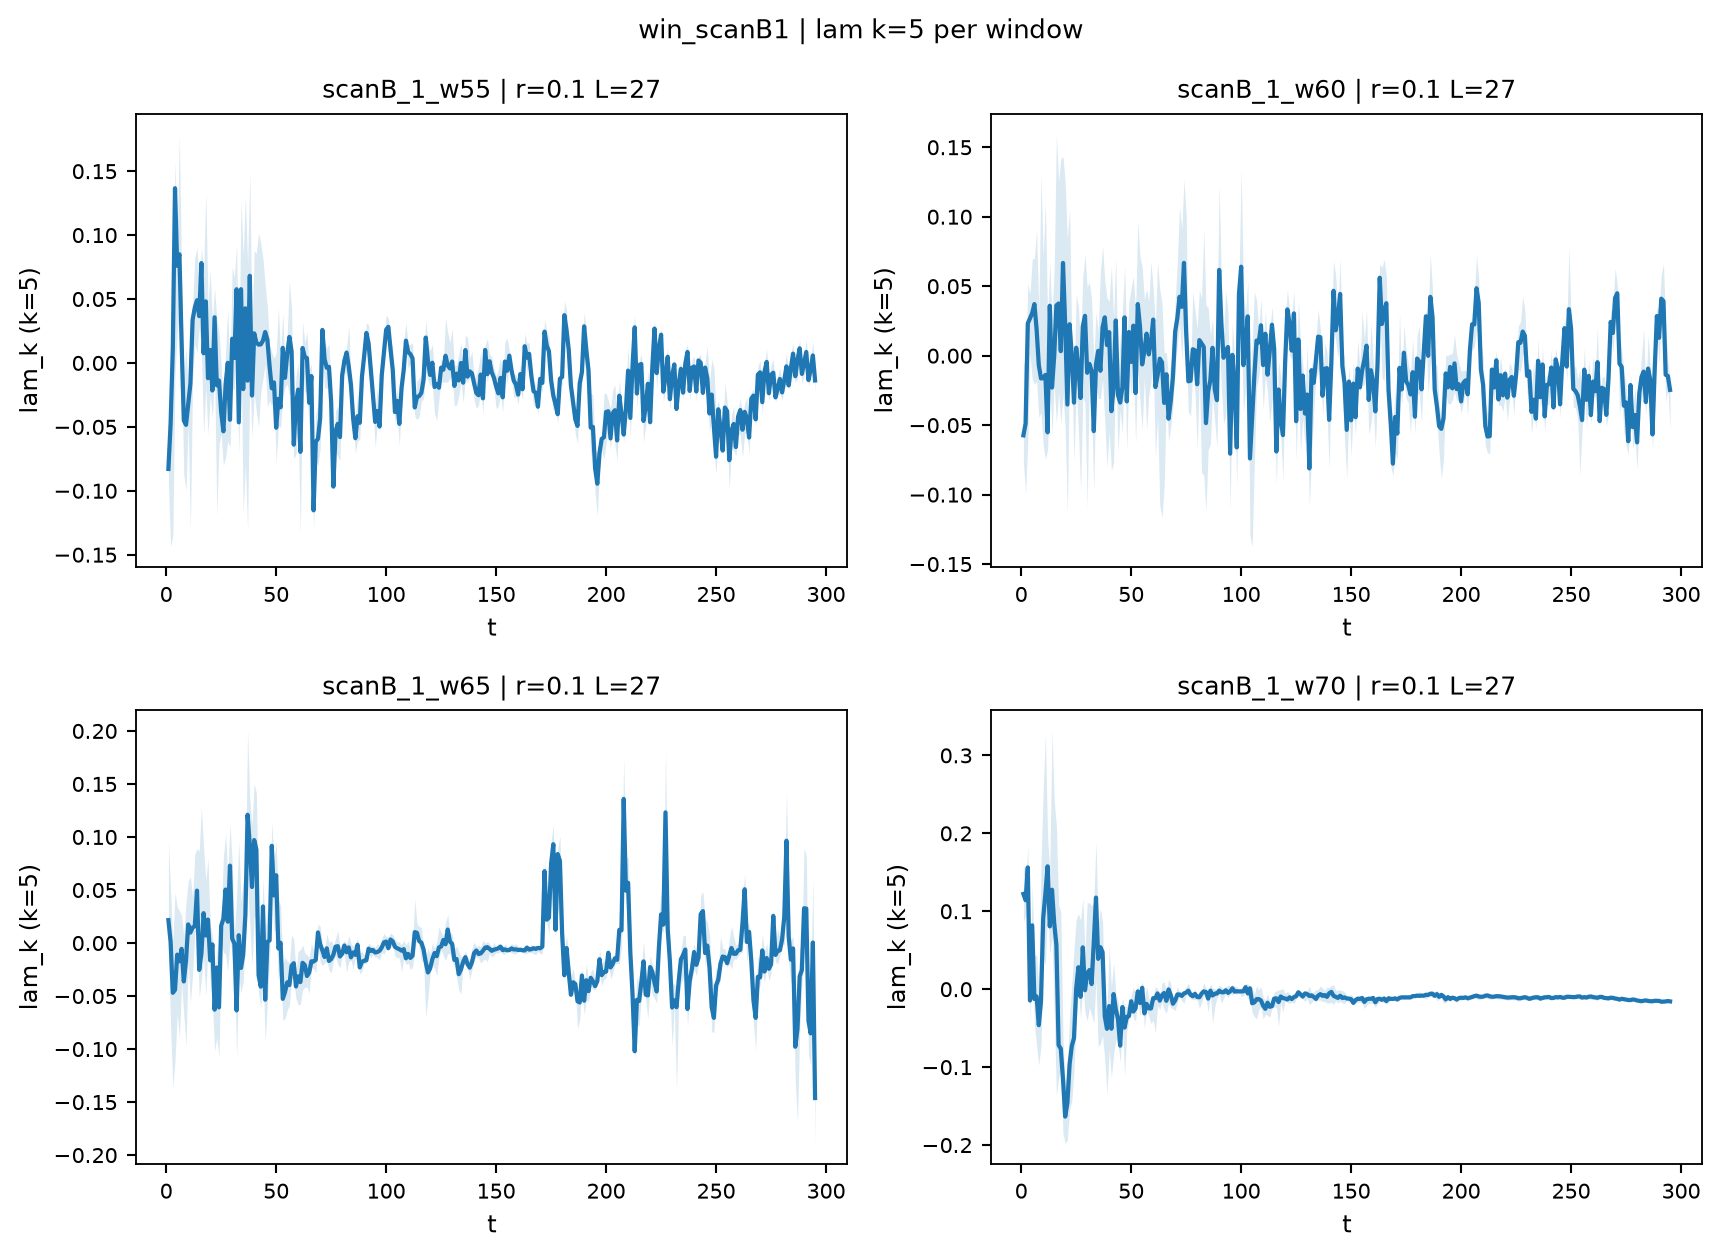 win_scanB1 | lam k=5 per window
scanB_1_w55 | r=0.1 L=27
lam_k (k=5)
0.15
0.10
0.05
0.00
−0.05
−0.10
−0.15
0 50 100 150 200 250 300
t
scanB_1_w60 | r=0.1 L=27
lam_k (k=5)
0.15
0.10
0.05
0.00
−0.05
−0.10
−0.15
0 50 100 150 200 250 300
t
scanB_1_w65 | r=0.1 L=27
lam_k (k=5)
0.20
0.15
0.10
0.05
0.00
−0.05
−0.10
−0.15
−0.20
0 50 100 150 200 250 300
t
scanB_1_w70 | r=0.1 L=27
lam_k (k=5)
0.3
0.2
0.1
0.0
−0.1
−0.2
0 50 100 150 200 250 300
t